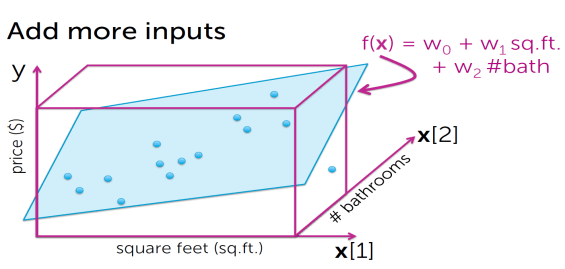 Add more inputs
f(x) = w₀ + w₁ sq.ft.
+ w₂ #bath
y
price ($)
x[2]
# bathrooms
square feet (sq.ft.)
x[1]